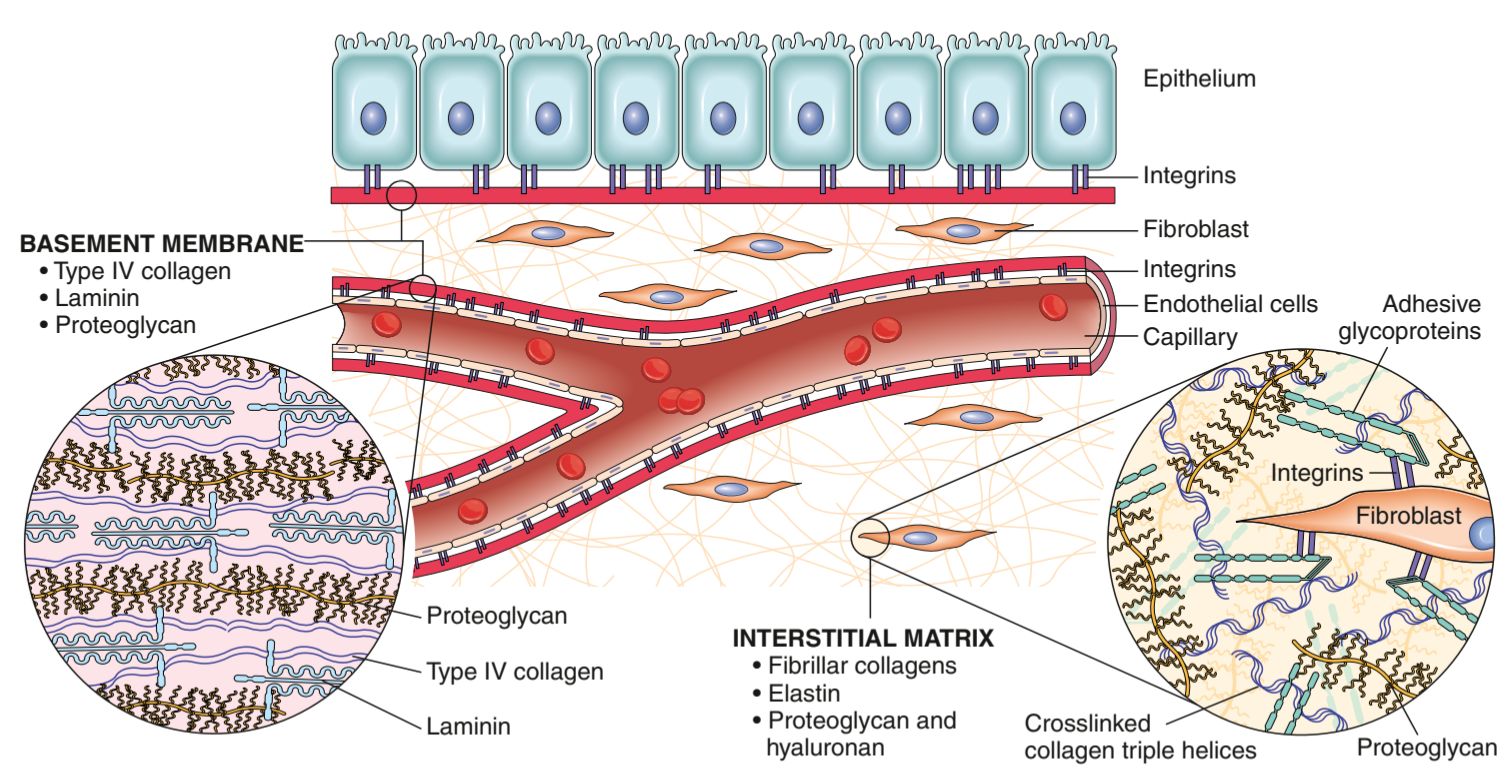 Epithelium
Integrins
Fibroblast
BASEMENT MEMBRANE
• Type IV collagen
• Laminin
• Proteoglycan
Integrins
Endothelial cells
Capillary
Adhesive
glycoproteins
Integrins
Fibroblast
Proteoglycan
Type IV collagen
Laminin
INTERSTITIAL MATRIX
• Fibrillar collagens
• Elastin
• Proteoglycan and
hyaluronan
Crosslinked
collagen triple helices
Proteoglycan